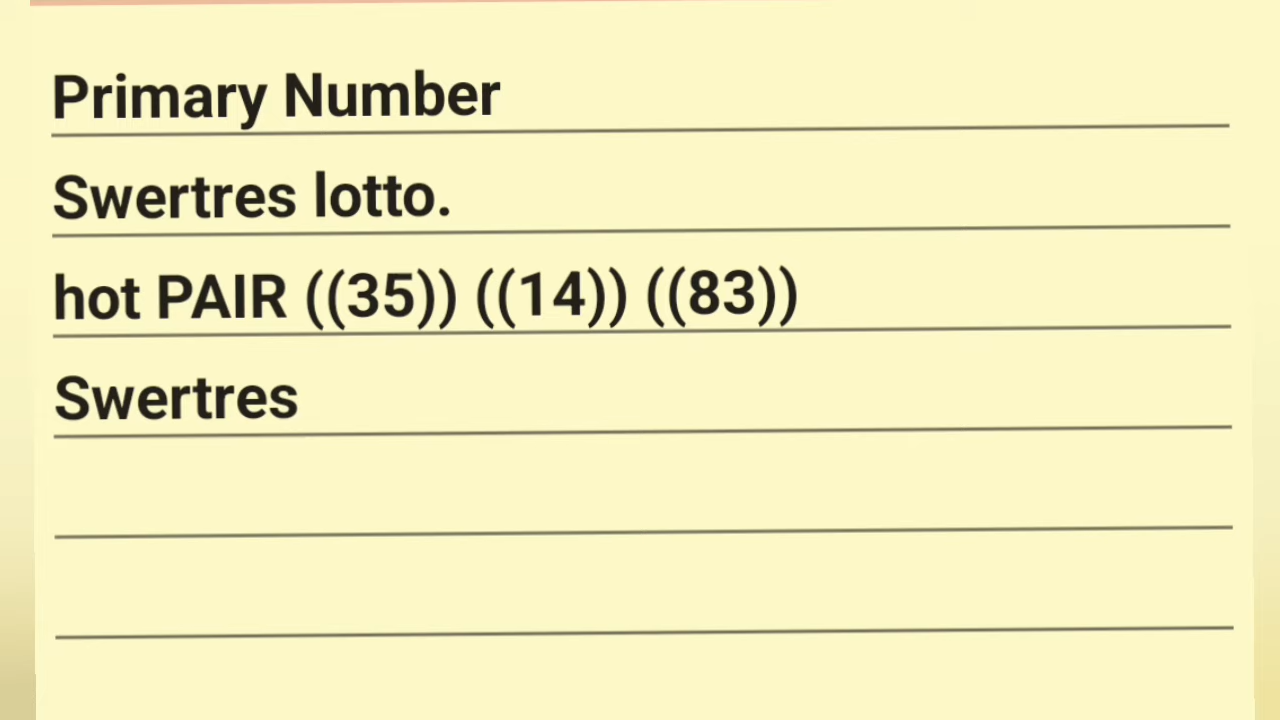 Primary Number
Swertres lotto.
hot PAIR ((35)) ((14)) ((83))
Swertres